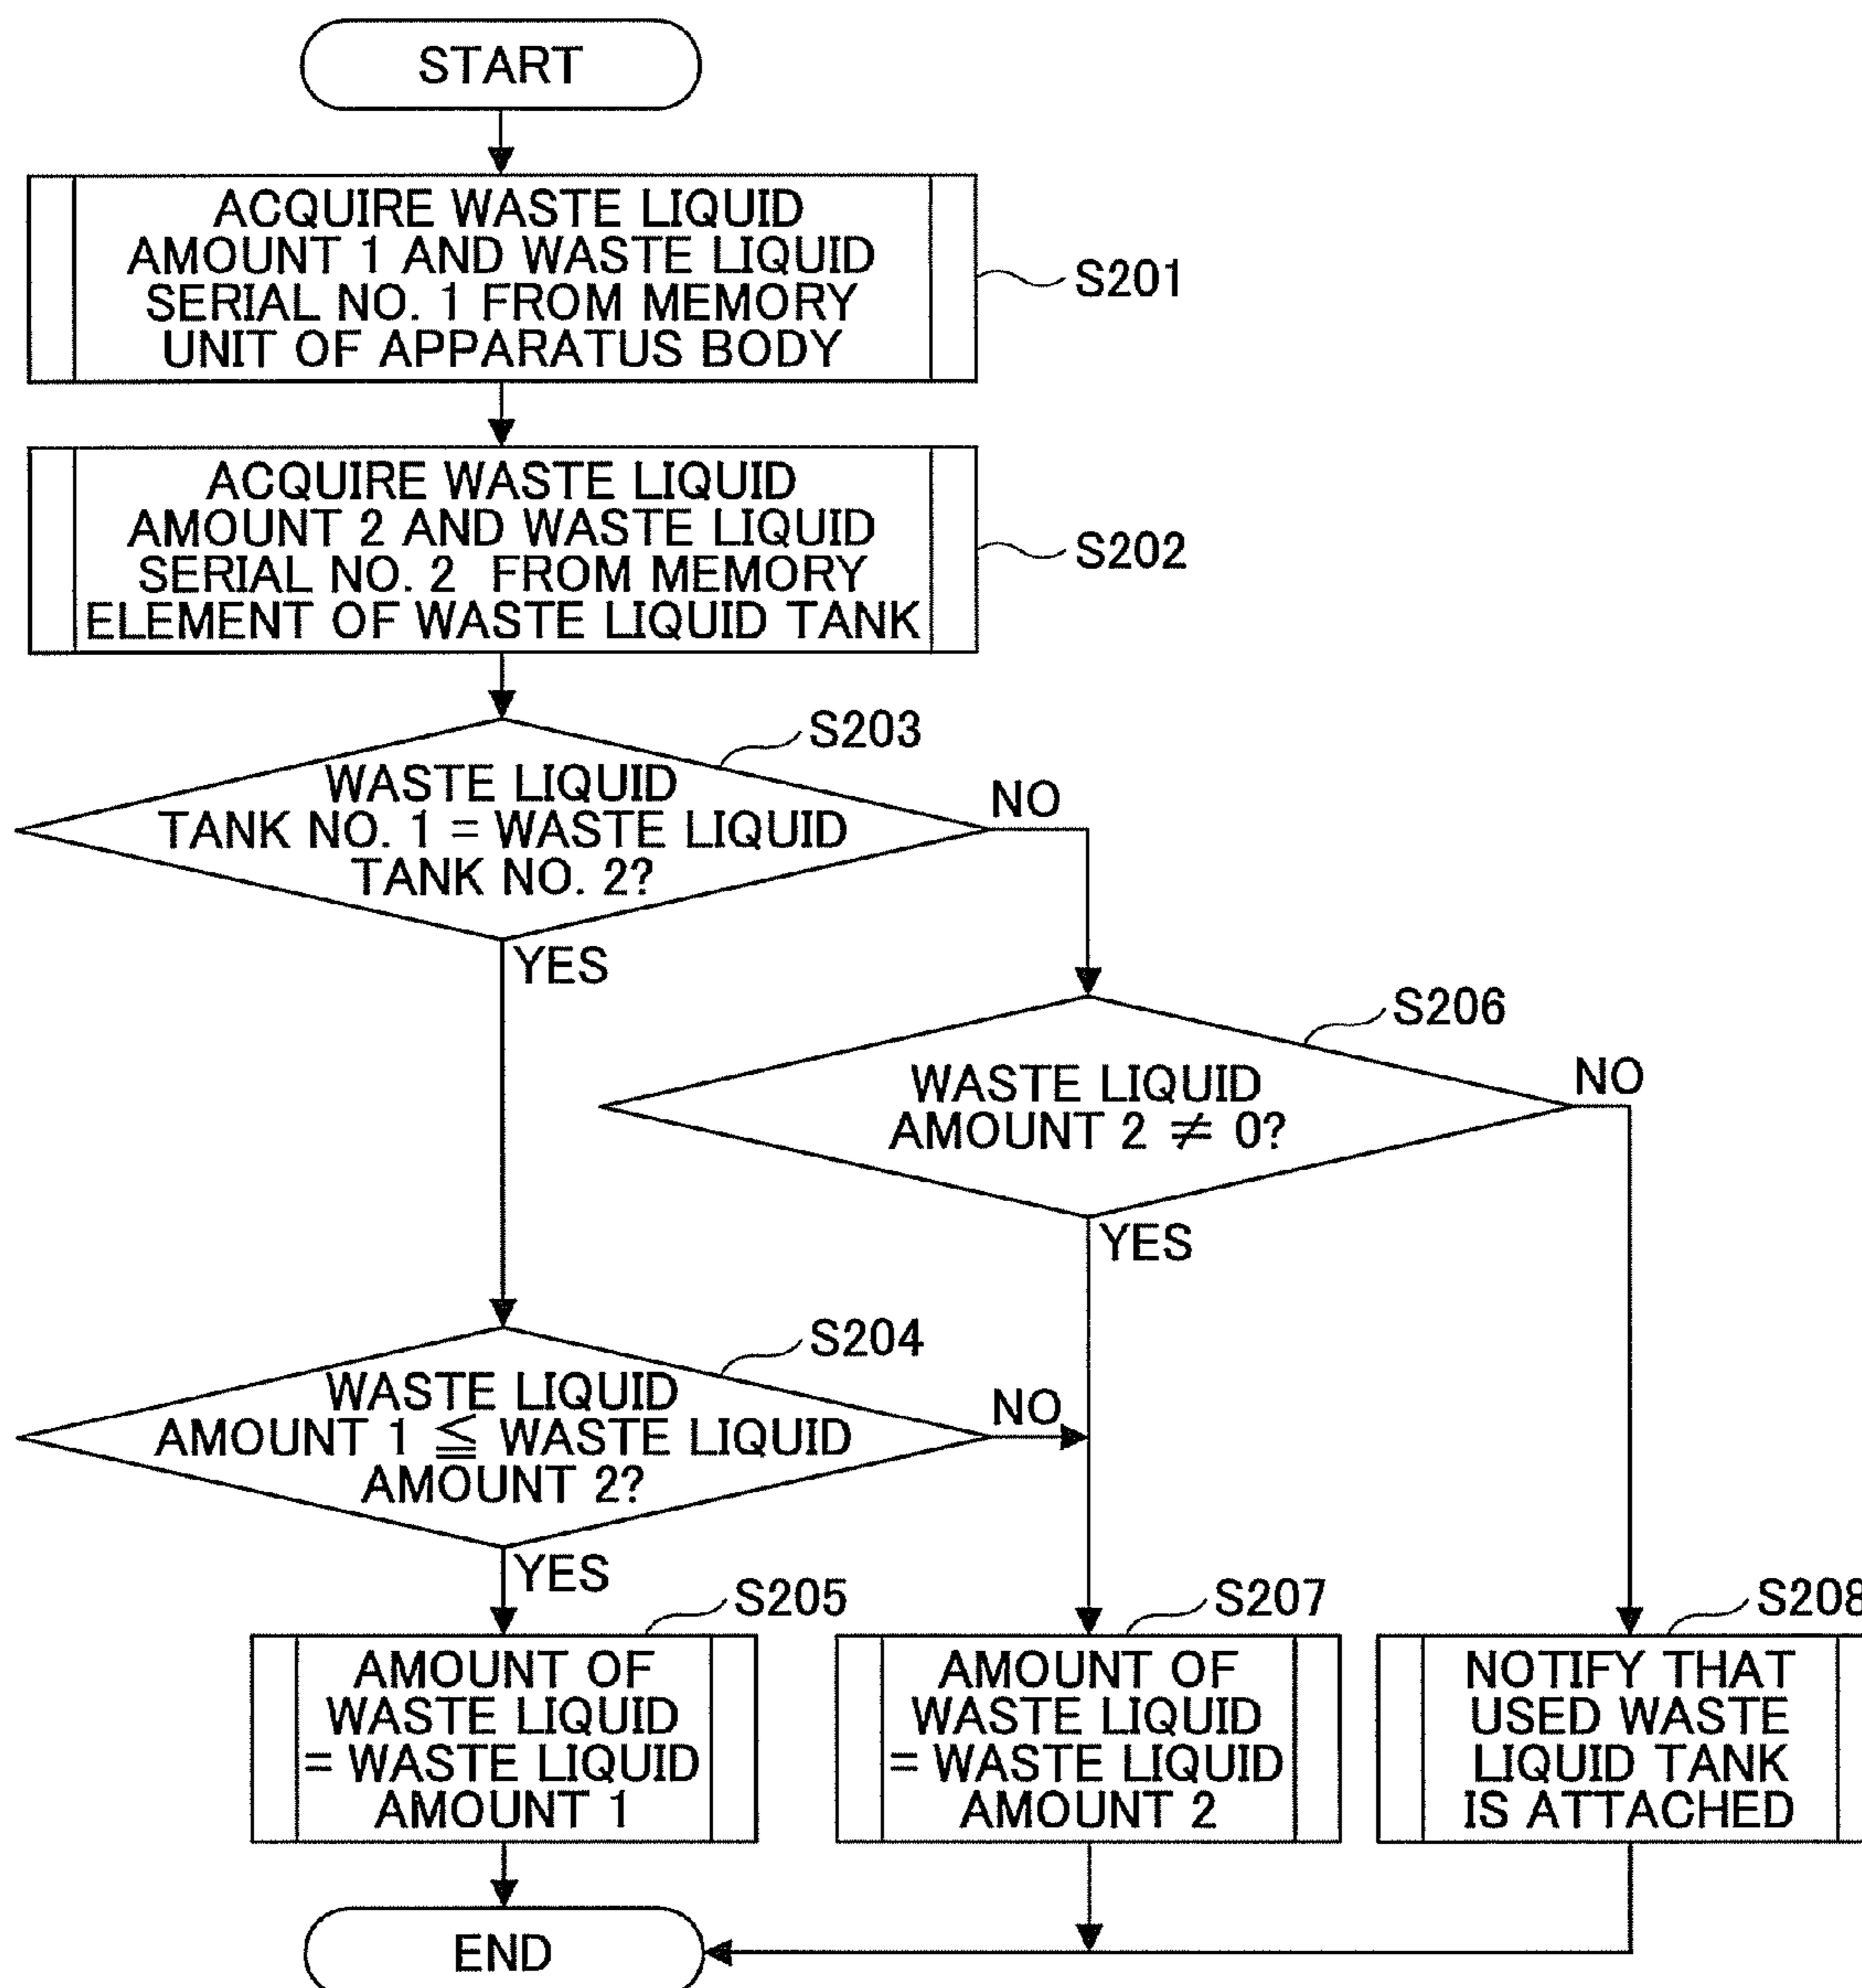 START
ACQUIRE WASTE LIQUID
AMOUNT 1 AND WASTE LIQUID
SERIAL NO. 1 FROM MEMORY
UNIT OF APPARATUS BODY
S201
ACQUIRE WASTE LIQUID
AMOUNT 2 AND WASTE LIQUID
SERIAL NO. 2 FROM MEMORY
ELEMENT OF WASTE LIQUID TANK
S202
S203
WASTE LIQUID
TANK NO. 1 = WASTE LIQUID
TANK NO. 2?
NO
YES
S206
WASTE LIQUID
AMOUNT 2 ≠ 0?
NO
YES
S204
WASTE LIQUID
AMOUNT 1 ≦ WASTE LIQUID
AMOUNT 2?
NO
YES
S205
AMOUNT OF
WASTE LIQUID
= WASTE LIQUID
AMOUNT 1
S207
AMOUNT OF
WASTE LIQUID
= WASTE LIQUID
AMOUNT 2
S208
NOTIFY THAT
USED WASTE
LIQUID TANK
IS ATTACHED
END